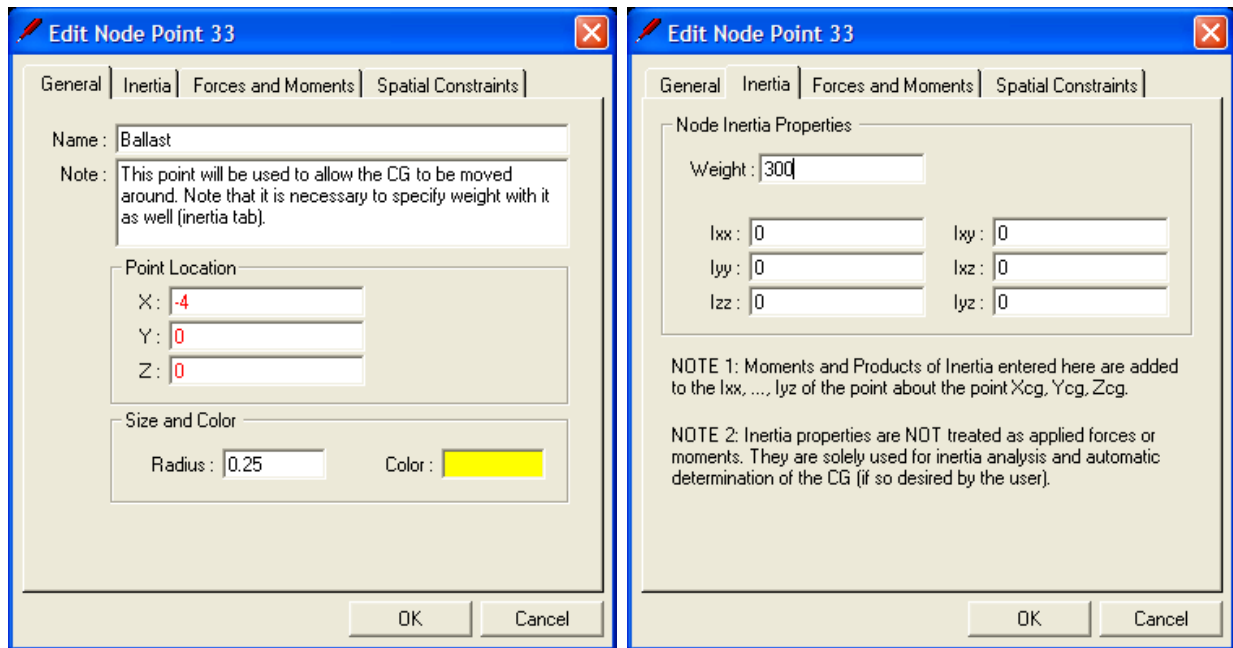 Edit Node Point 33
General Inertia Forces and Moments Spatial Constraints
Name : Ballast
Note : This point will be used to allow the CG to be moved
around. Note that it is necessary to specify weight with it
as well (inertia tab).
Point Location
X : -4
Y : 0
Z : 0
Size and Color
Radius : 0.25 Color :
OK Cancel
Edit Node Point 33
General Inertia Forces and Moments Spatial Constraints
Node Inertia Properties
Weight : 300
Ixx : 0 Ixy : 0
Iyy : 0 Ixz : 0
Izz : 0 Iyz : 0
NOTE 1: Moments and Products of Inertia entered here are added
to the Ixx, ..., Iyz of the point about the point Xcg, Ycg, Zcg.
NOTE 2: Inertia properties are NOT treated as applied forces or
moments. They are solely used for inertia analysis and automatic
determination of the CG (if so desired by the user).
OK Cancel